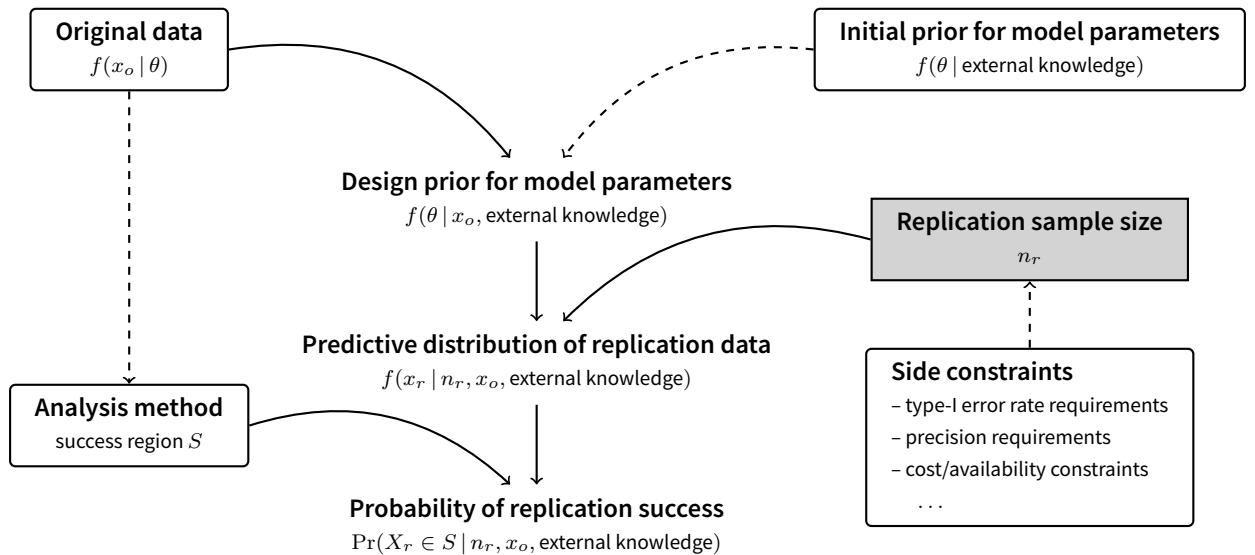 Original data
f(x_o | θ)
Initial prior for model parameters
f(θ | external knowledge)
Design prior for model parameters
f(θ | x_o, external knowledge)
Replication sample size
n_r
Predictive distribution of replication data
f(x_r | n_r, x_o, external knowledge)
Side constraints
– type-I error rate requirements
– precision requirements
– cost/availability constraints
...
Analysis method
success region S
Probability of replication success
Pr(X_r ∈ S | n_r, x_o, external knowledge)